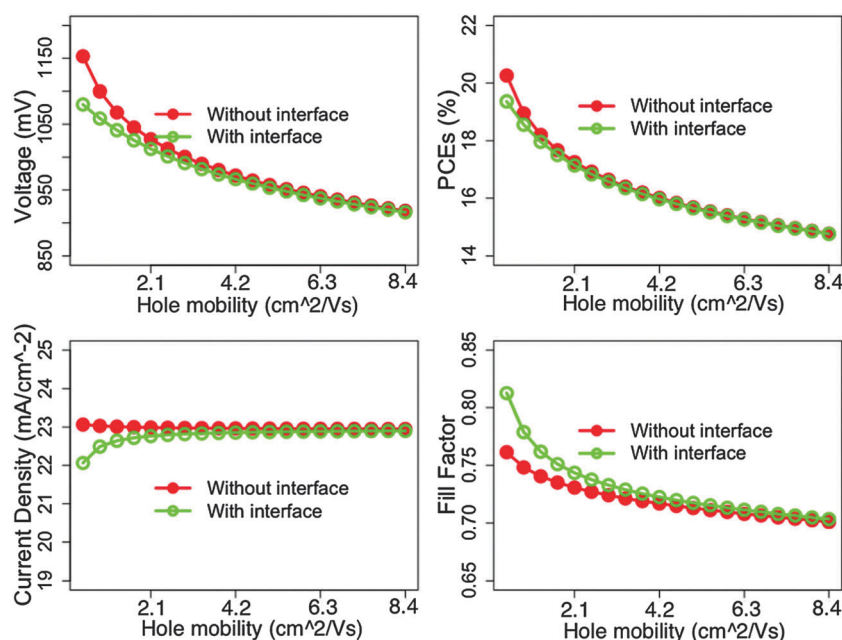 Voltage (mV)
1150
1050
950
850
Without interface
With interface
2.1 4.2 6.3 8.4
Hole mobility (cm^2/Vs)
PCEs (%)
22
20
18
16
14
Without interface
With interface
2.1 4.2 6.3 8.4
Hole mobility (cm^2/Vs)
Current Density (mA/cm^-2)
25
24
23
22
21
20
19
Without interface
With interface
2.1 4.2 6.3 8.4
Hole mobility (cm^2/Vs)
Fill Factor
0.85
0.80
0.75
0.70
0.65
Without interface
With interface
2.1 4.2 6.3 8.4
Hole mobility (cm^2/Vs)